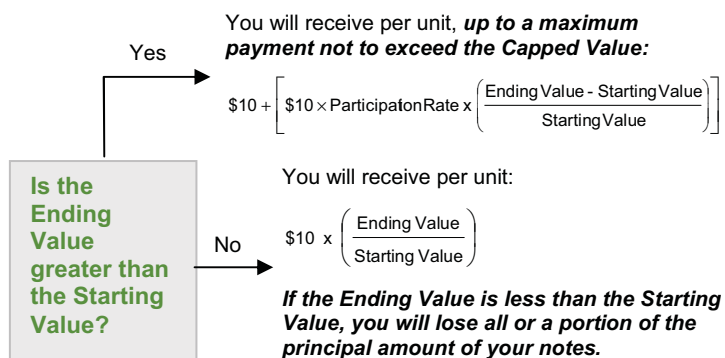 You will receive per unit, up to a maximum
payment not to exceed the Capped Value:
Yes
$10 + [ $10 × ParticipatonRate x ( Ending Value - Starting Value
Starting Value ) ]
Is the
Ending
Value
greater than
the Starting
Value?
You will receive per unit:
No
$10 x ( Ending Value
Starting Value )
If the Ending Value is less than the Starting
Value, you will lose all or a portion of the
principal amount of your notes.